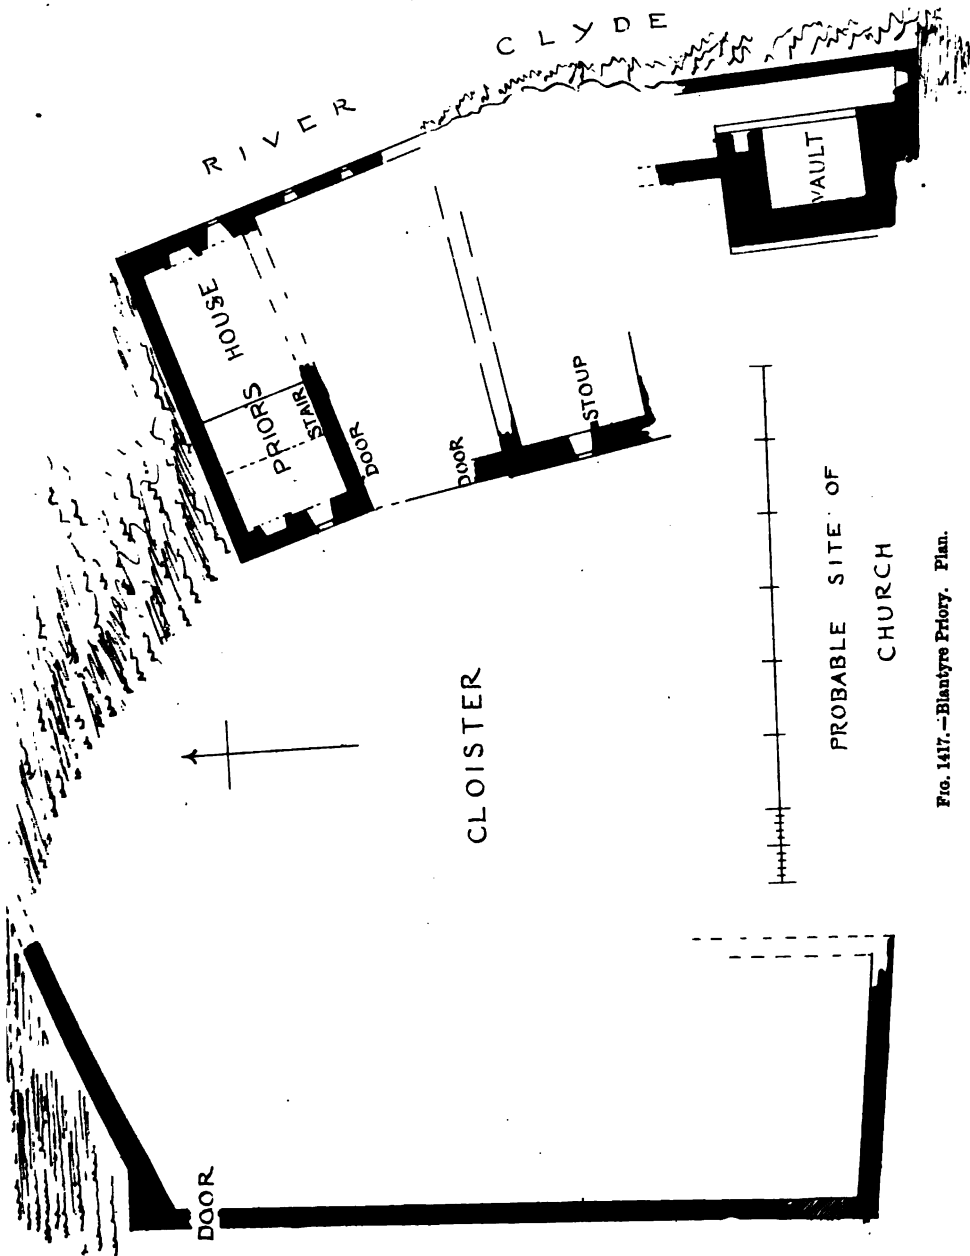 RIVER CLYDE
PRIORS HOUSE
STAIR
DOOR
DOOR
STOUP
VAULT
CLOISTER
PROBABLE SITE OF
CHURCH
DOOR
FIG. 1417.—Blantyre Priory. Plan.